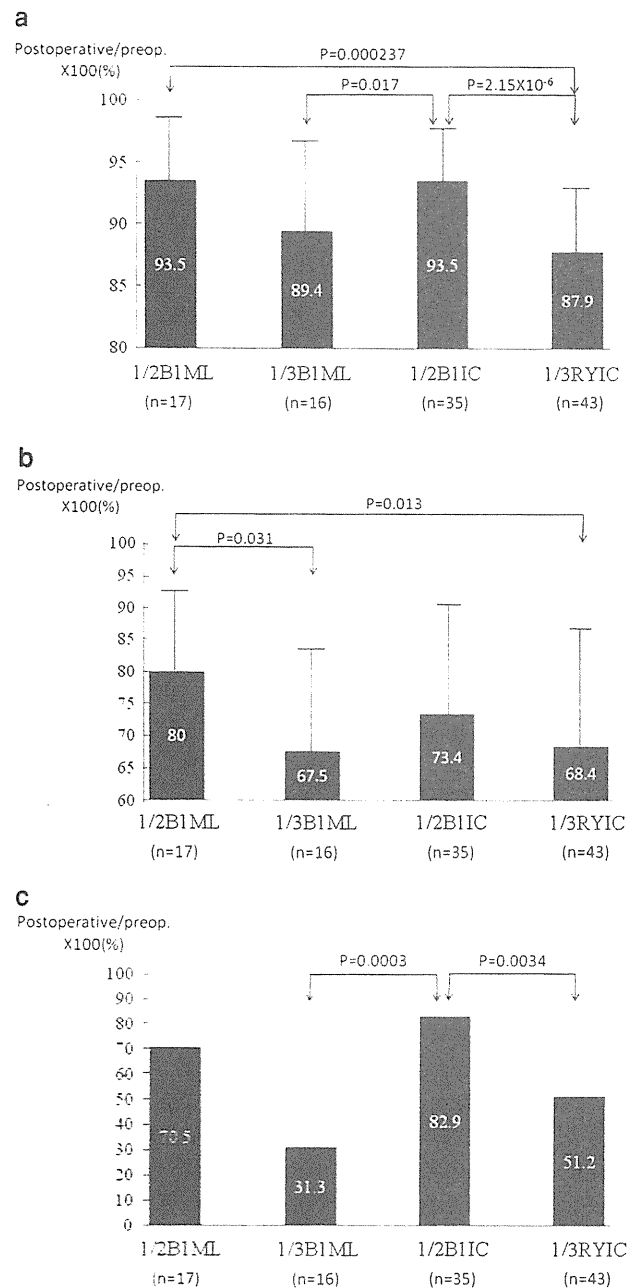 a
Postoperative/preop.
X100(%)
P=0.000237
P=0.017
P=2.15X10⁻⁶
100
95
90
85
80
93.5
89.4
93.5
87.9
1/2B1ML
1/3B1ML
1/2B1IC
1/3RYIC
(n=17)
(n=16)
(n=35)
(n=43)
b
Postoperative/preop.
X100(%)
P=0.013
P=0.031
100
95
90
85
80
75
70
65
60
80
67.5
73.4
68.4
1/2B1ML
1/3B1ML
1/2B1IC
1/3RYIC
(n=17)
(n=16)
(n=35)
(n=43)
c
Postoperative/preop.
X100(%)
P=0.0003
P=0.0034
100
90
80
70
60
50
40
30
20
10
0
70.5
31.3
82.9
51.2
1/2B1ML
1/3B1ML
1/2B1IC
1/3RYIC
(n=17)
(n=16)
(n=35)
(n=43)